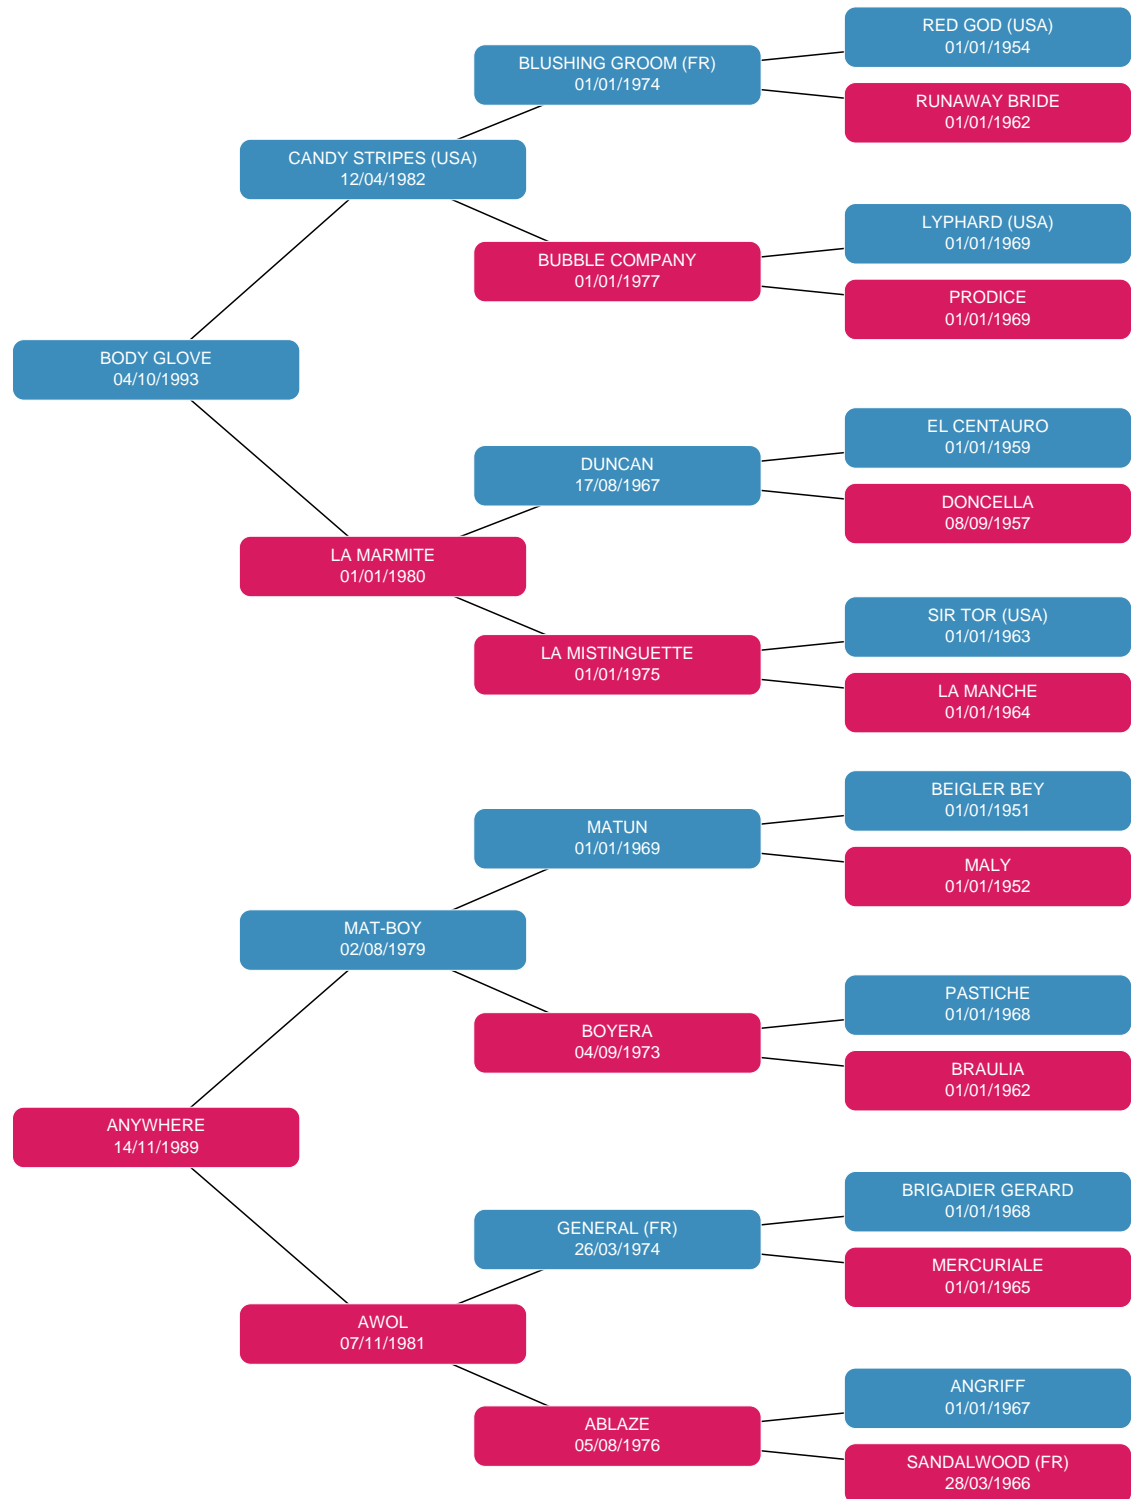 RED GOD (USA)
01/01/1954
BLUSHING GROOM (FR)
01/01/1974
RUNAWAY BRIDE
01/01/1962
CANDY STRIPES (USA)
12/04/1982
LYPHARD (USA)
01/01/1969
BUBBLE COMPANY
01/01/1977
PRODICE
01/01/1969
BODY GLOVE
04/10/1993
EL CENTAURO
01/01/1959
DUNCAN
17/08/1967
DONCELLA
08/09/1957
LA MARMITE
01/01/1980
SIR TOR (USA)
01/01/1963
LA MISTINGUETTE
01/01/1975
LA MANCHE
01/01/1964
BEIGLER BEY
01/01/1951
MATUN
01/01/1969
MALY
01/01/1952
MAT-BOY
02/08/1979
PASTICHE
01/01/1968
BOYERA
04/09/1973
BRAULIA
01/01/1962
ANYWHERE
14/11/1989
BRIGADIER GERARD
01/01/1968
GENERAL (FR)
26/03/1974
MERCURIALE
01/01/1965
AWOL
07/11/1981
ANGRIFF
01/01/1967
ABLAZE
05/08/1976
SANDALWOOD (FR)
28/03/1966